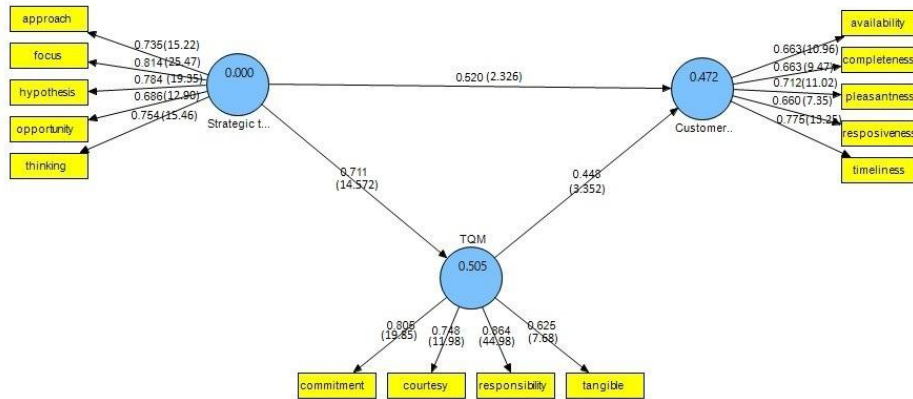 approach
focus
hypothesis
opportunity
thinking
0.735(15.22)
0.814(25.47)
0.784 (19.35)
0.686(12.90)
0.754(15.46)
0.000
Strategic t...
0.520 (2.326)
0.472
Customer..
availability
completeness
pleasantness
resposiveness
timeliness
0.663(10.96)
0.663(9.47)
0.712(11.02)
0.660(7.35)
0.775(13.25)
0.711
(14.572)
0.448
(3.352)
TQM
0.505
0.805
(19.85)
0.748
(11.98)
0.864
(44.98)
0.625
(7.68)
commitment
courtesy
responsibility
tangible